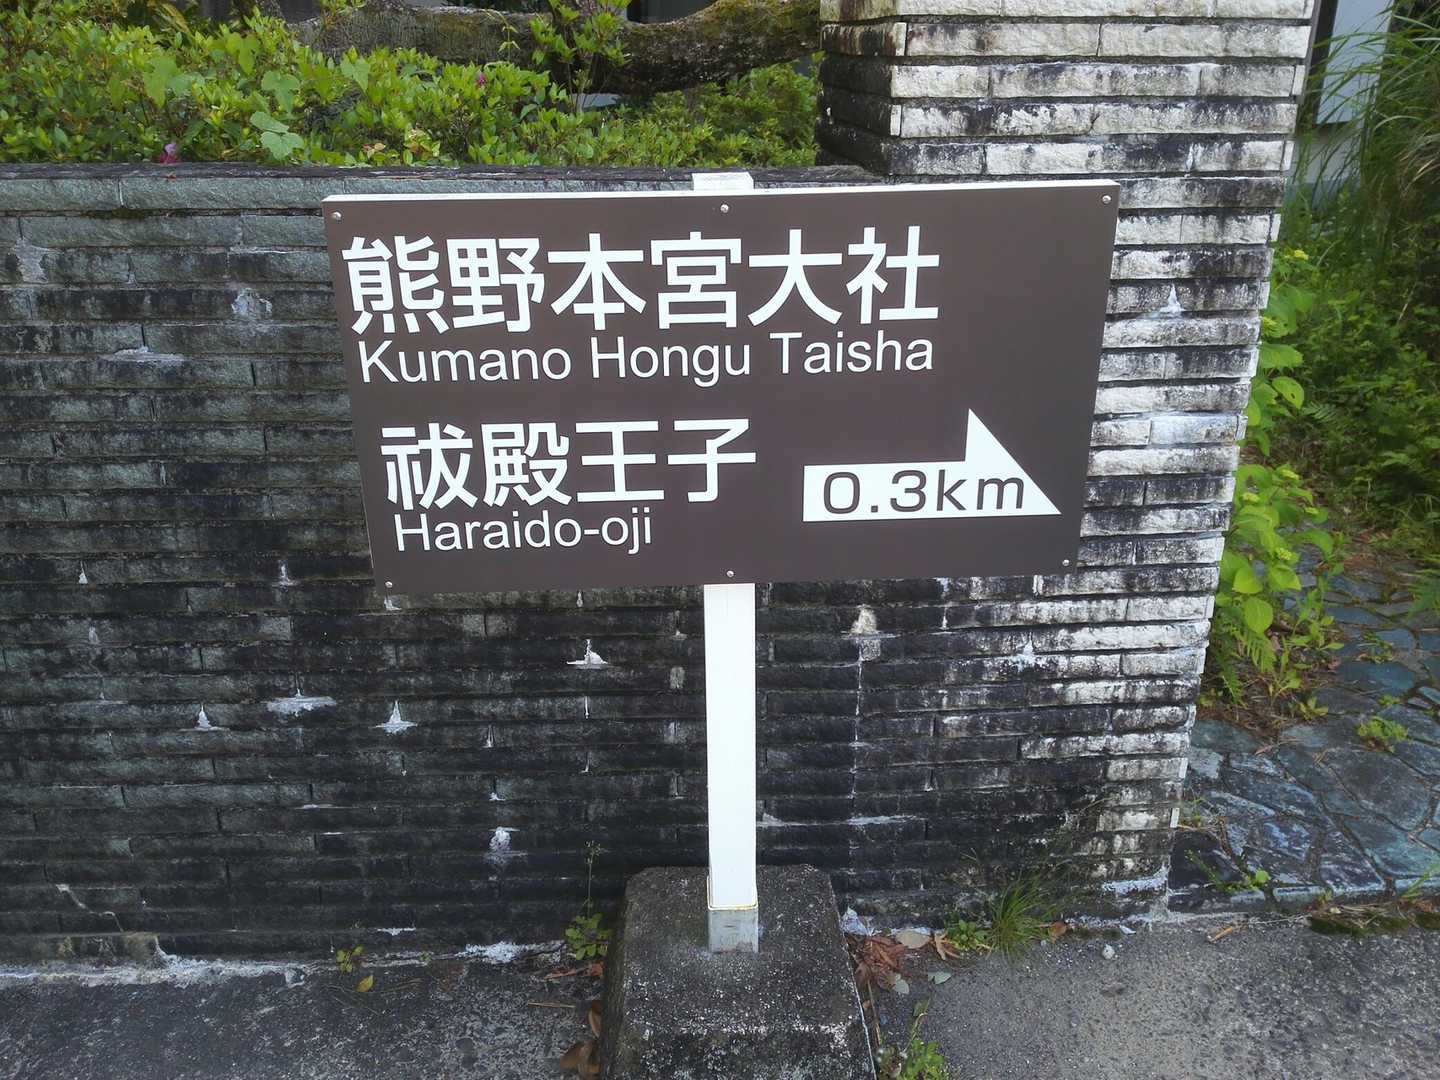 熊野本宮大社
Kumano Hongu Taisha
祓殿王子
Haraido-oji
0.3km